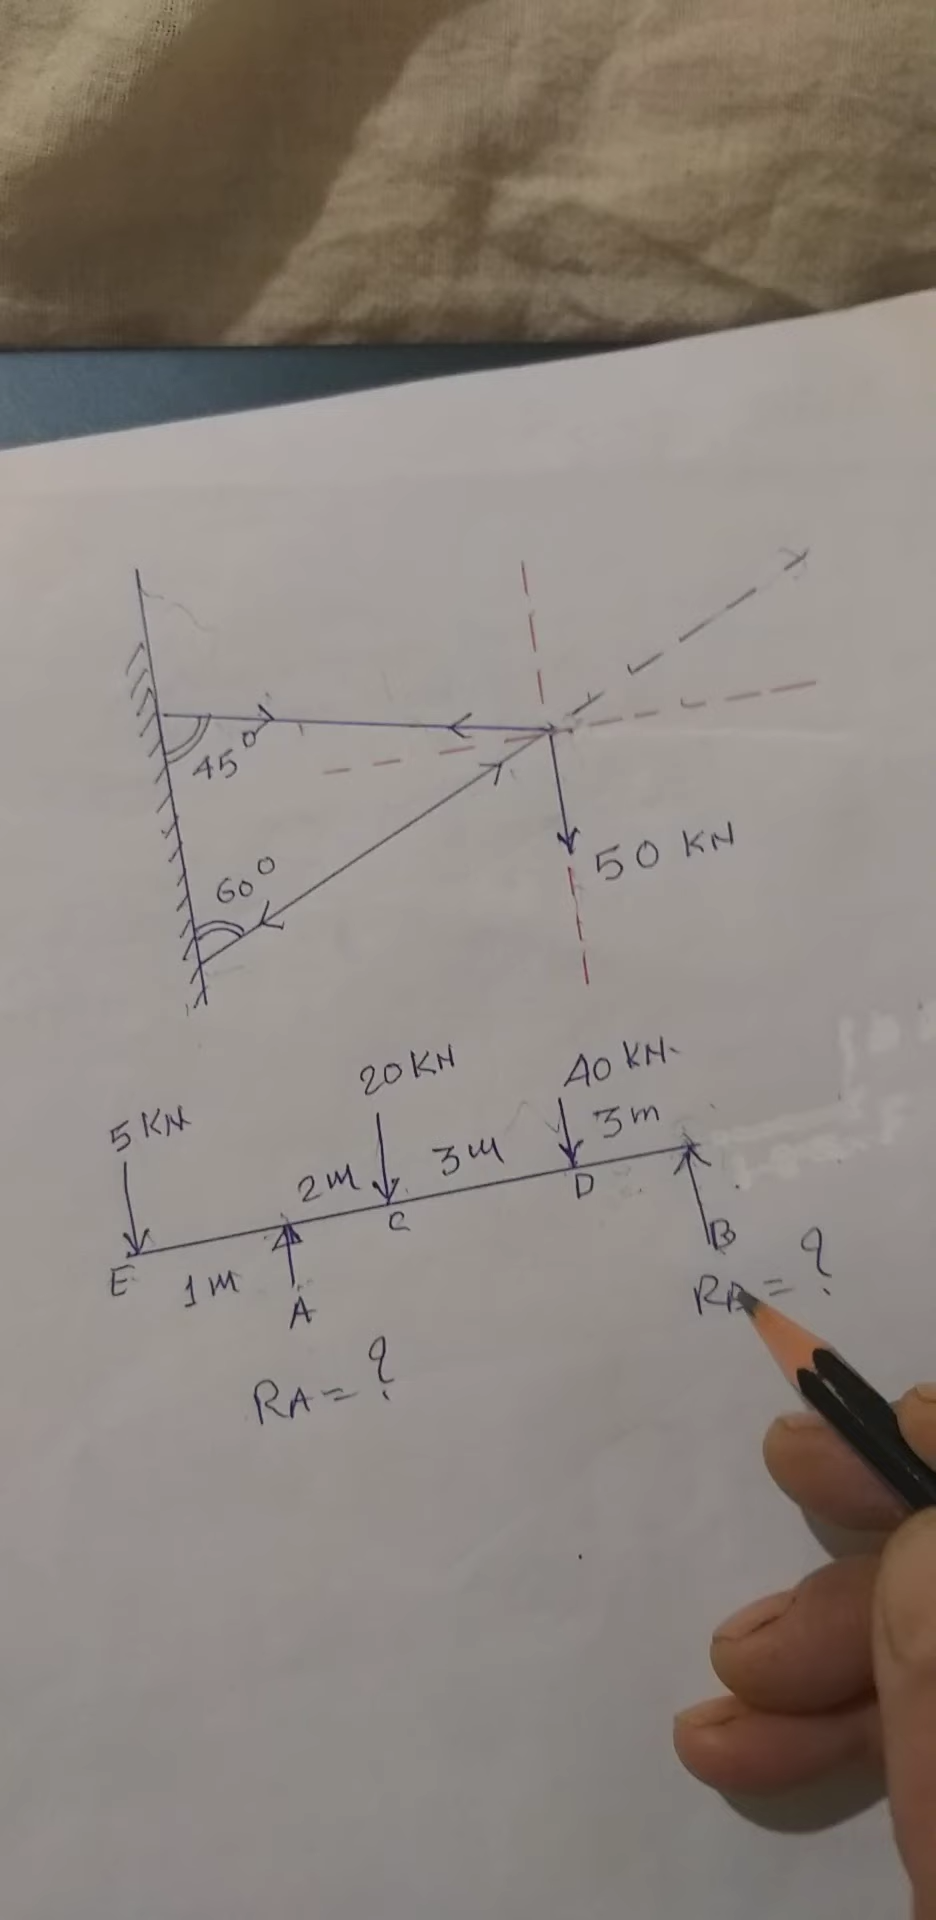 45°
60°
50 KN
20 KN
40 KN.
5 KN
2m
3m
3m
C
D
E
1m
A
B
RA = ?
RB = ?